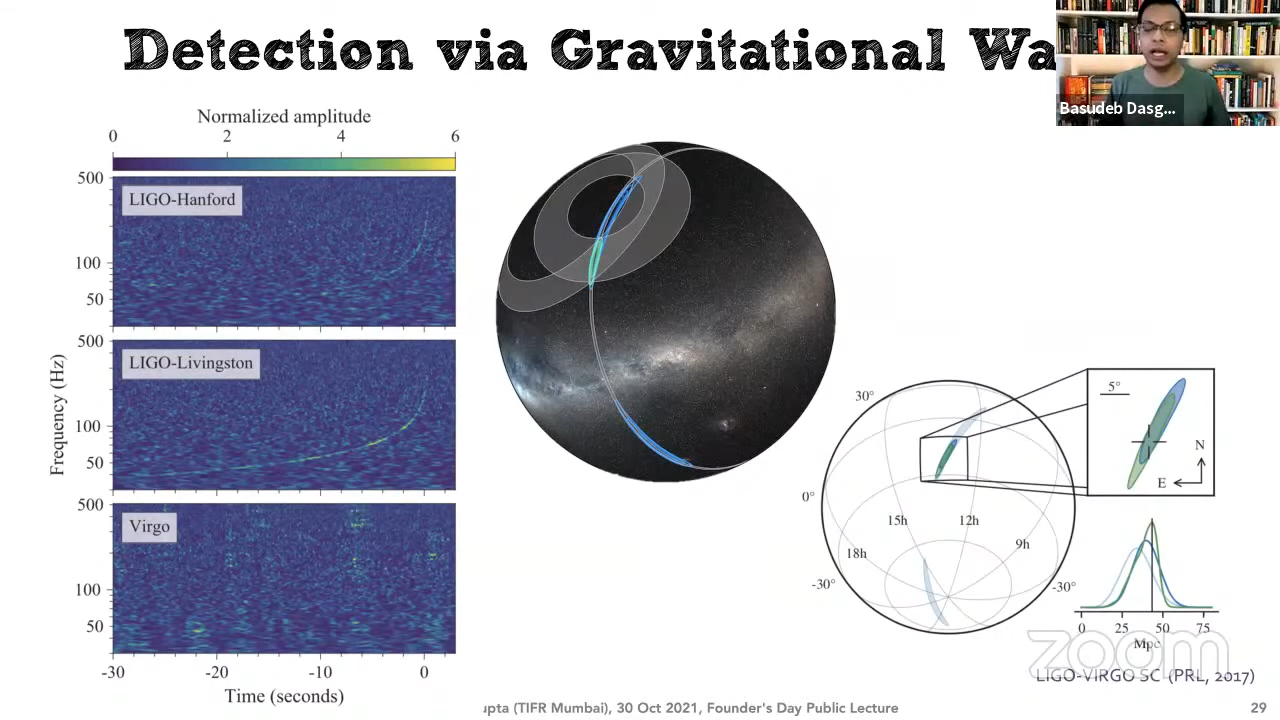 Detection via Gravitational Wa
Basudeb Dasg...
Normalized amplitude
0 2 4 6
500
LIGO-Hanford
100
50
500
LIGO-Livingston
100
50
Frequency (Hz)
500
Virgo
100
50
-30 -20 -10 0
Time (seconds)
30°
0°
15h 12h
18h 9h
-30° -30°
5°
N
E
0 25 50 75
Mpc
zoom
LIGO-VIRGO SC (PRL, 2017)
upta (TIFR Mumbai), 30 Oct 2021, Founder's Day Public Lecture
29